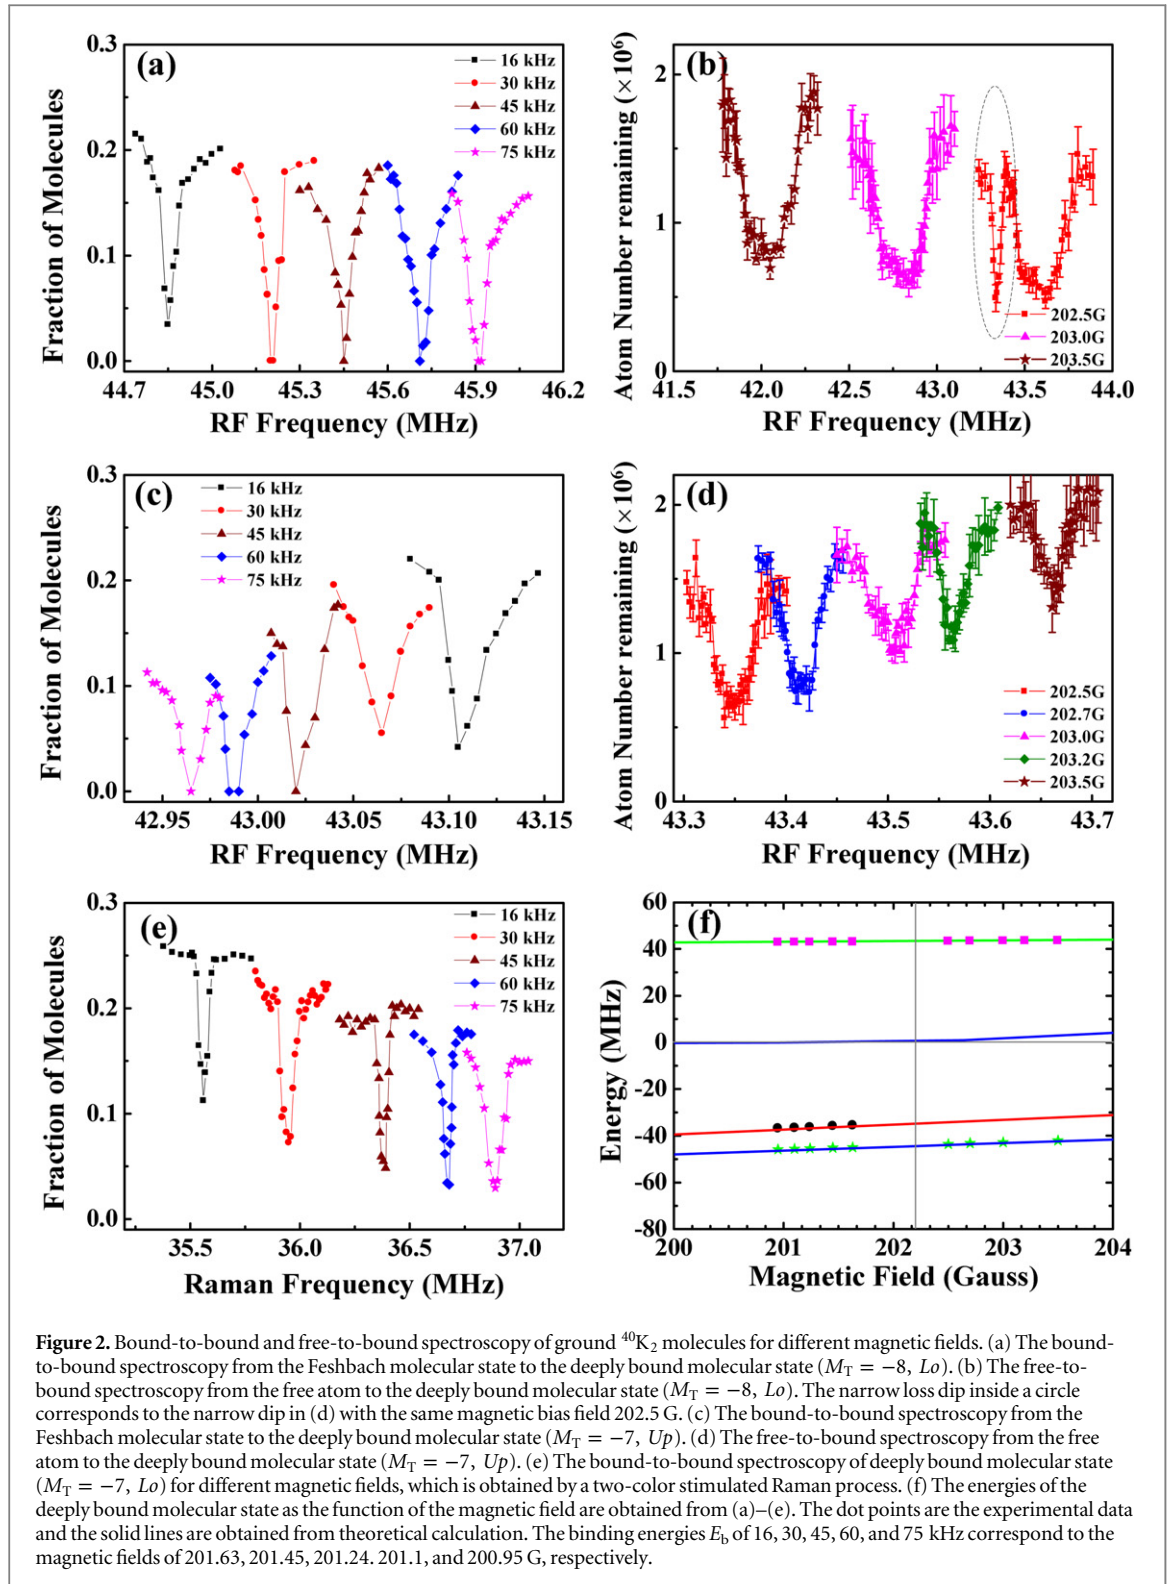 (a)
0.3
0.2
0.1
0.0
Fraction of Molecules
16 kHz
30 kHz
45 kHz
60 kHz
75 kHz
44.7 45.0 45.3 45.6 45.9 46.2
RF Frequency (MHz)
(b)
2
1
0
Atom Number remaining (×10⁶)
202.5G
203.0G
203.5G
41.5 42.0 42.5 43.0 43.5 44.0
RF Frequency (MHz)
(c)
0.3
0.2
0.1
0.0
Fraction of Molecules
16 kHz
30 kHz
45 kHz
60 kHz
75 kHz
42.95 43.00 43.05 43.10 43.15
RF Frequency (MHz)
(d)
2
1
0
Atom Number remaining (×10⁶)
202.5G
202.7G
203.0G
203.2G
203.5G
43.3 43.4 43.5 43.6 43.7
RF Frequency (MHz)
(e)
0.3
0.2
0.1
0.0
Fraction of Molecules
16 kHz
30 kHz
45 kHz
60 kHz
75 kHz
35.5 36.0 36.5 37.0
Raman Frequency (MHz)
(f)
60
40
20
0
-20
-40
-60
-80
Energy (MHz)
200 201 202 203 204
Magnetic Field (Gauss)
Figure 2. Bound-to-bound and free-to-bound spectroscopy of ground ⁴⁰K₂ molecules for different magnetic fields. (a) The bound-
to-bound spectroscopy from the Feshbach molecular state to the deeply bound molecular state (M_T = −8, Lo). (b) The free-to-
bound spectroscopy from the free atom to the deeply bound molecular state (M_T = −8, Lo). The narrow loss dip inside a circle
corresponds to the narrow dip in (d) with the same magnetic bias field 202.5 G. (c) The bound-to-bound spectroscopy from the
Feshbach molecular state to the deeply bound molecular state (M_T = −7, Up). (d) The free-to-bound spectroscopy from the free
atom to the deeply bound molecular state (M_T = −7, Up). (e) The bound-to-bound spectroscopy of deeply bound molecular state
(M_T = −7, Lo) for different magnetic fields, which is obtained by a two-color stimulated Raman process. (f) The energies of the
deeply bound molecular state as the function of the magnetic field are obtained from (a)–(e). The dot points are the experimental data
and the solid lines are obtained from theoretical calculation. The binding energies E_b of 16, 30, 45, 60, and 75 kHz correspond to the
magnetic fields of 201.63, 201.45, 201.24. 201.1, and 200.95 G, respectively.